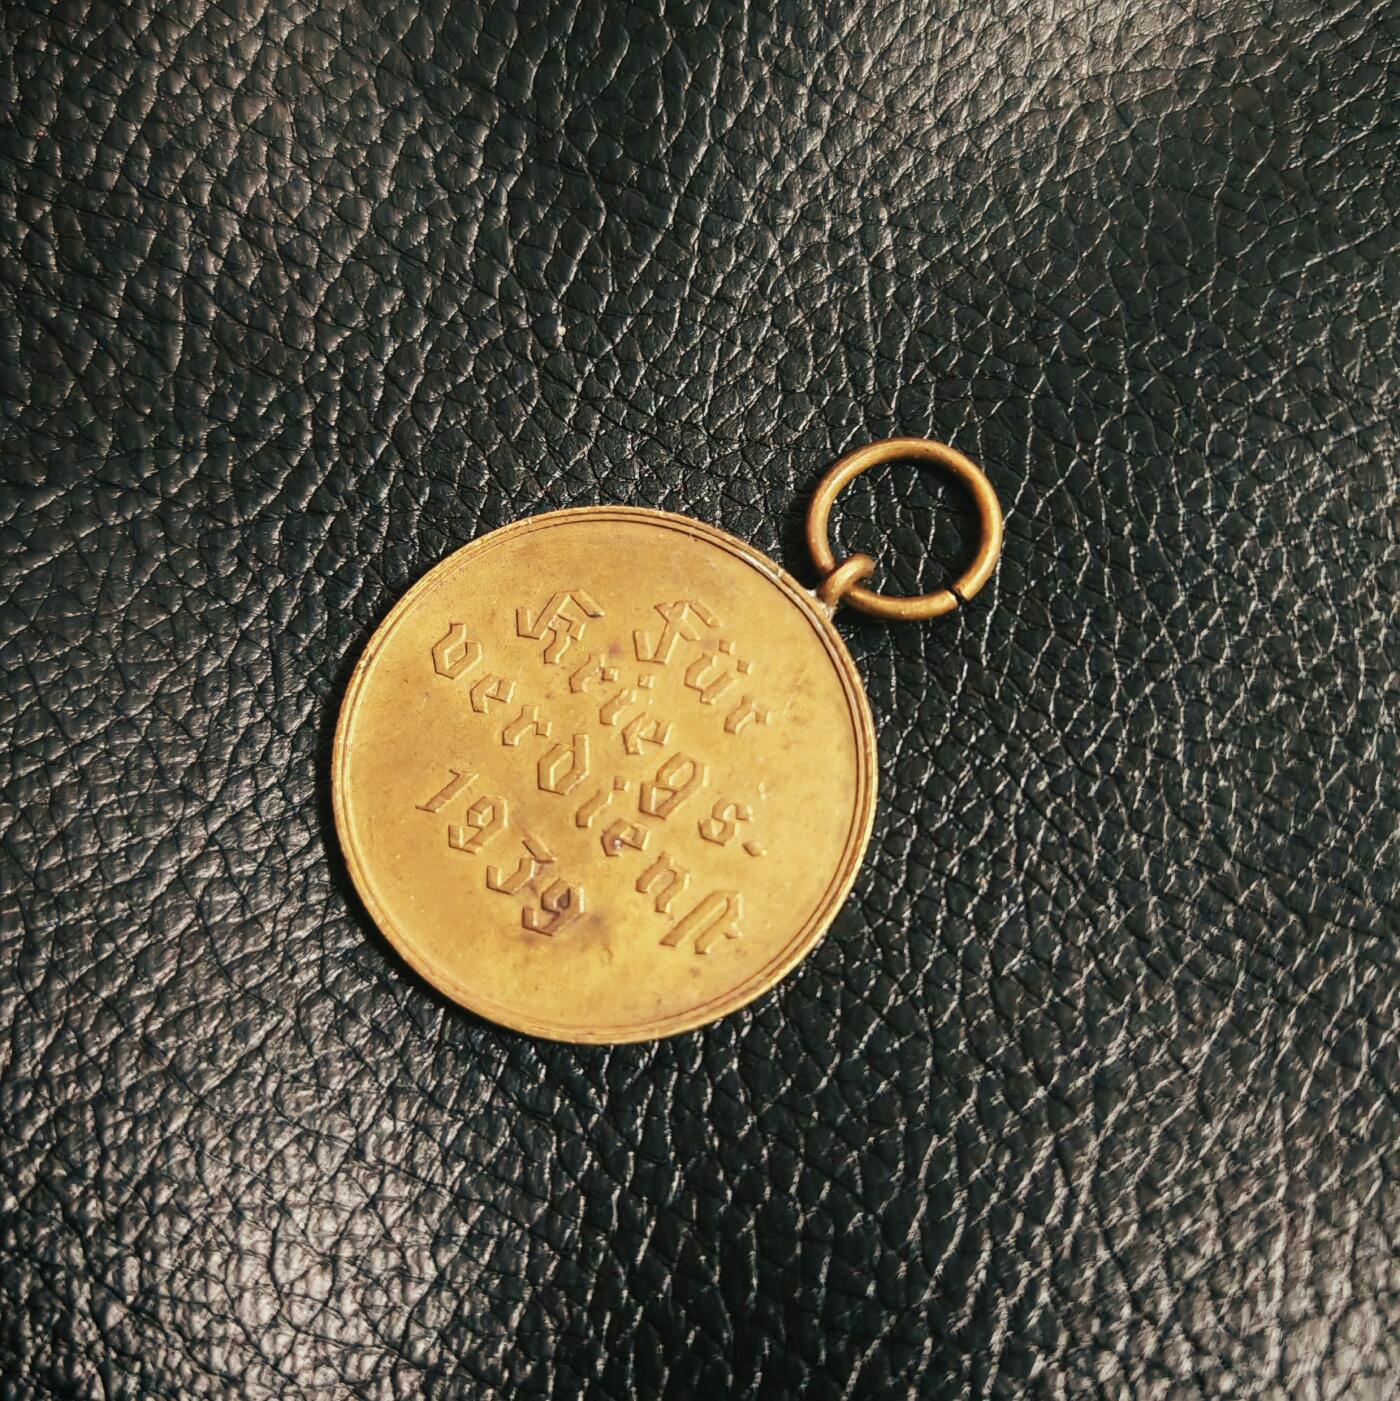 Für
Kriegs.
verdienst
1939